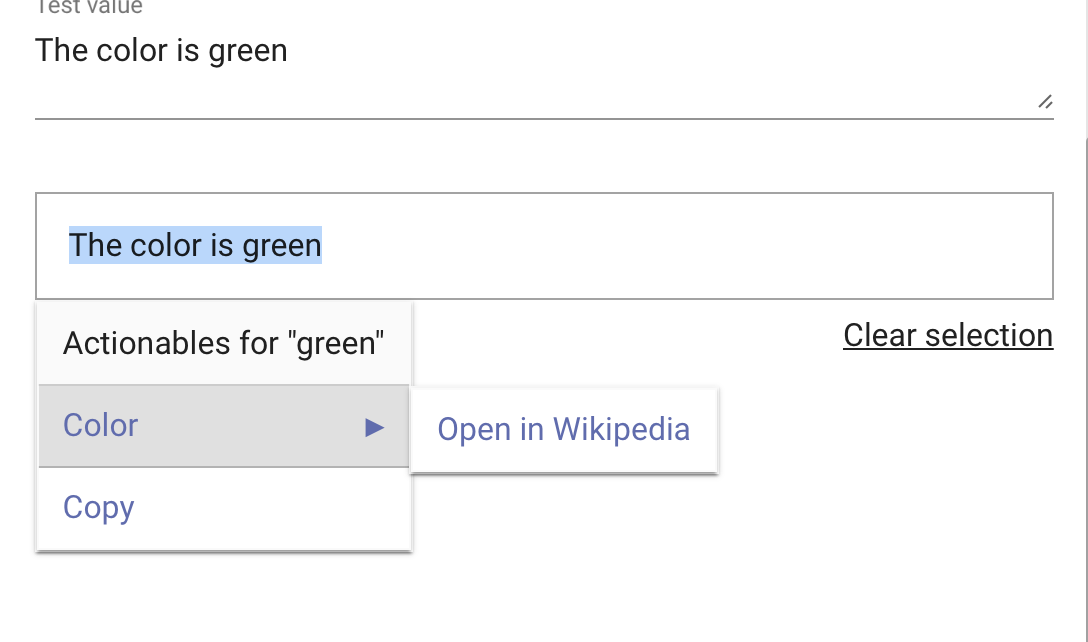 Test value
The color is green
The color is green
Actionables for "green"
Clear selection
Color ▶
Open in Wikipedia
Copy